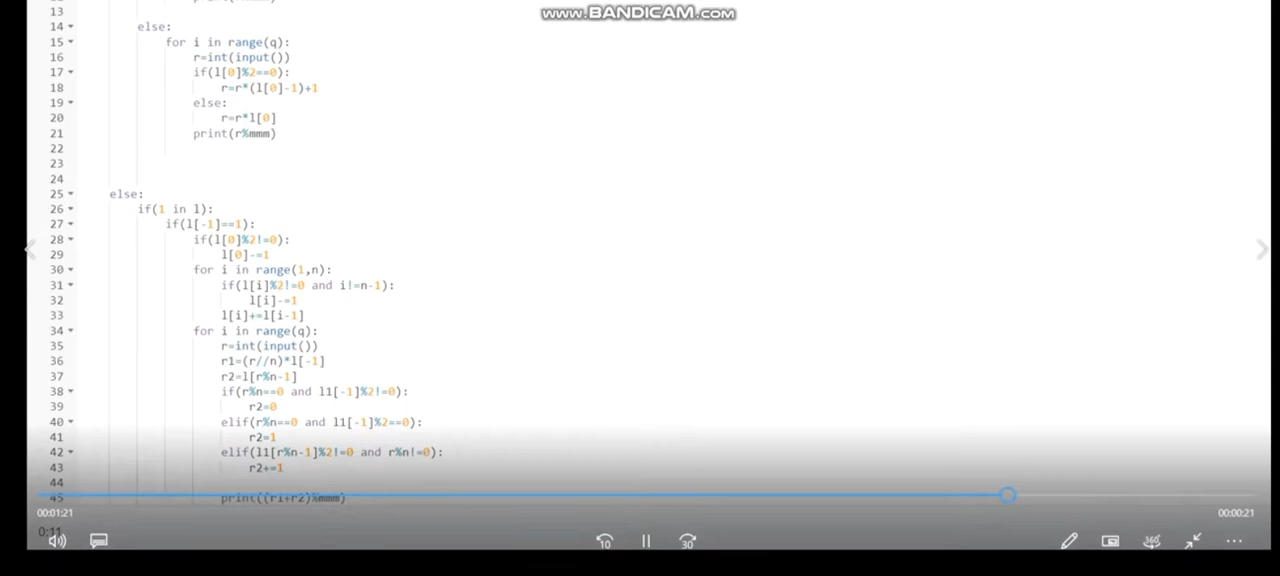 www.BANDICAM.com
13
14 else:
15 for i in range(q):
16 r=int(input())
17 if(l[0]%2==0):
18 r=r*(l[0]-1)+1
19 else:
20 r=r*l[0]
21 print(r%mmm)
22
23
24
25 else:
26 if(1 in l):
27 if(l[-1]==1):
28 if(l[0]%2!=0):
29 l[0]-=1
30 for i in range(1,n):
31 if(l[i]%2!=0 and i!=n-1):
32 l[i]-=1
33 l[i]+=l[i-1]
34 for i in range(q):
35 r=int(input())
36 r1=(r//n)*l[-1]
37 r2=l[r%n-1]
38 if(r%n==0 and l1[-1]%2!=0):
39 r2=0
40 elif(r%n==0 and l1[-1]%2==0):
41 r2=1
42 elif(l1[r%n-1]%2!=0 and r%n!=0):
43 r2+=1
44
45 print((r1+r2)%mmm)
00:01:21 00:00:21
0:11
10 30 360°